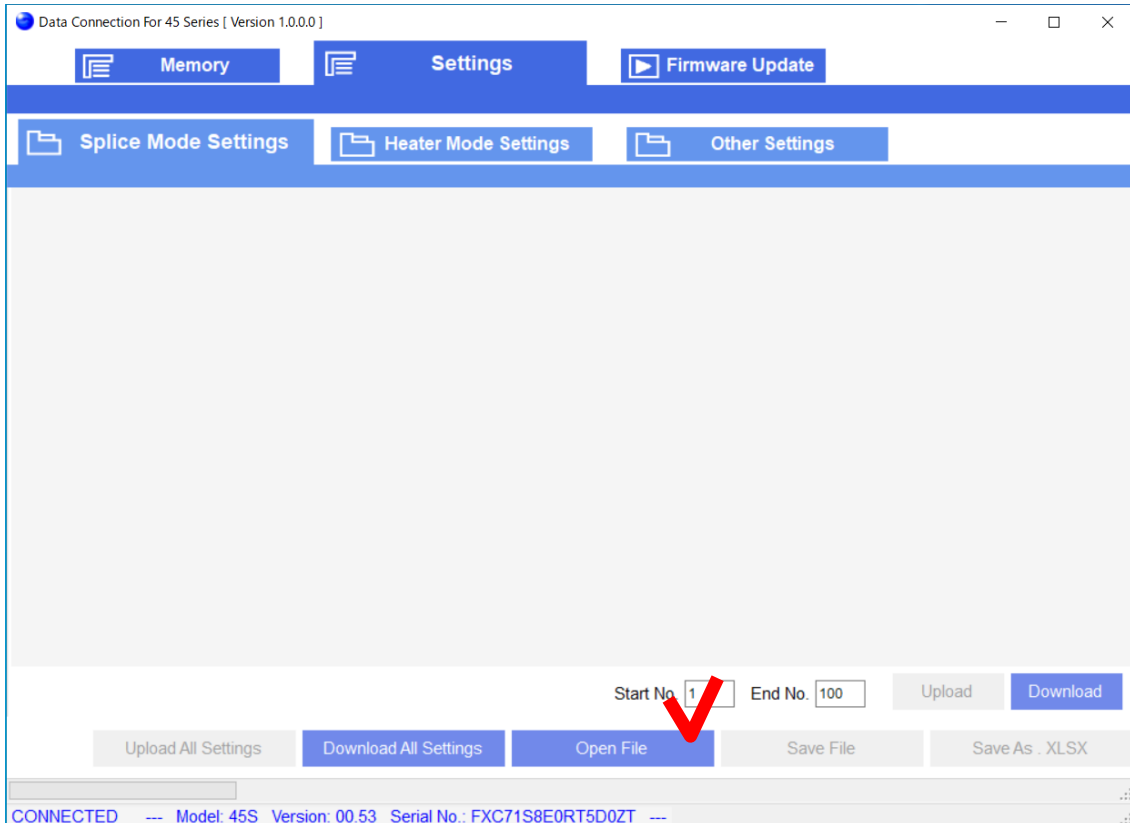 Data Connection For 45 Series [ Version 1.0.0.0 ]
Memory Settings Firmware Update
Splice Mode Settings Heater Mode Settings Other Settings
Start No. 1 End No. 100 Upload Download
Upload All Settings Download All Settings Open File Save File Save As . XLSX
CONNECTED --- Model: 45S Version: 00.53 Serial No.: FXC71S8E0RT5D0ZT ---